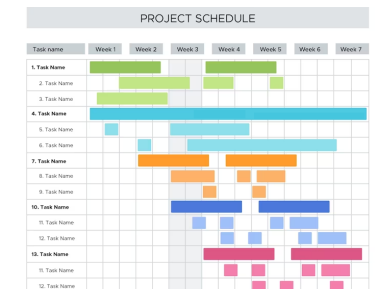 PROJECT SCHEDULE
Task name Week 1 Week 2 Week 3 Week 4 Week 5 Week 6 Week 7
1. Task Name
2. Task Name
3. Task Name
4. Task Name
5. Task Name
6. Task Name
7. Task Name
8. Task Name
9. Task Name
10. Task Name
11. Task Name
12. Task Name
13. Task Name
11. Task Name
12. Task Name